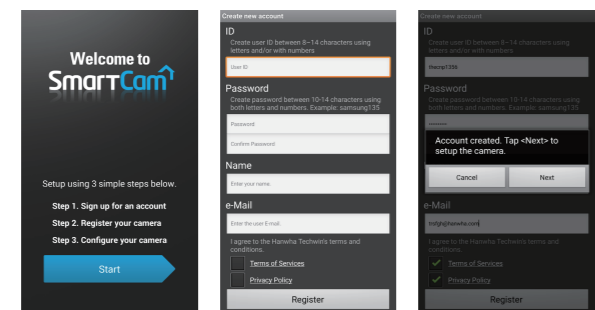 Welcome to
SmarTCam
Setup using 3 simple steps below.
Step 1. Sign up for an account
Step 2. Register your camera
Step 3. Configure your camera
Start
Create new account
ID
Create user ID between 8–14 characters using
letters and/or with numbers
User ID
Password
Create password between 10-14 characters using
both letters and numbers. Example: samsung135
Password
Confirm Password
Name
Enter your name.
e-Mail
Enter the user E-mail.
I agree to the Hanwha Techwin's terms and
conditions.
Terms of Services
Privacy Policy
Register
Create new account
ID
Create user ID between 8–14 characters using
letters and/or with numbers
Password
Create password between 10-14 characters using
both letters and numbers. Example: samsung135
Account created. Tap <Next> to
setup the camera.
Cancel
Next
e-Mail
I agree to the Hanwha Techwin's terms and
conditions.
Terms of Services
Privacy Policy
Register